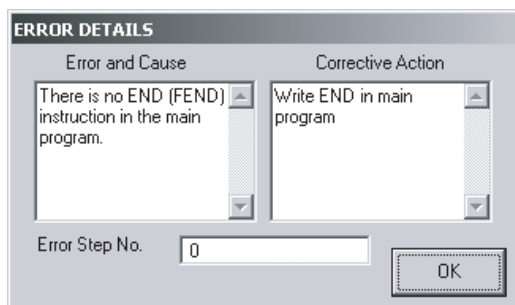 ERROR DETAILS
Error and Cause
Corrective Action
There is no END (FEND)
instruction in the main
program.
Write END in main
program
Error Step No.
0
OK